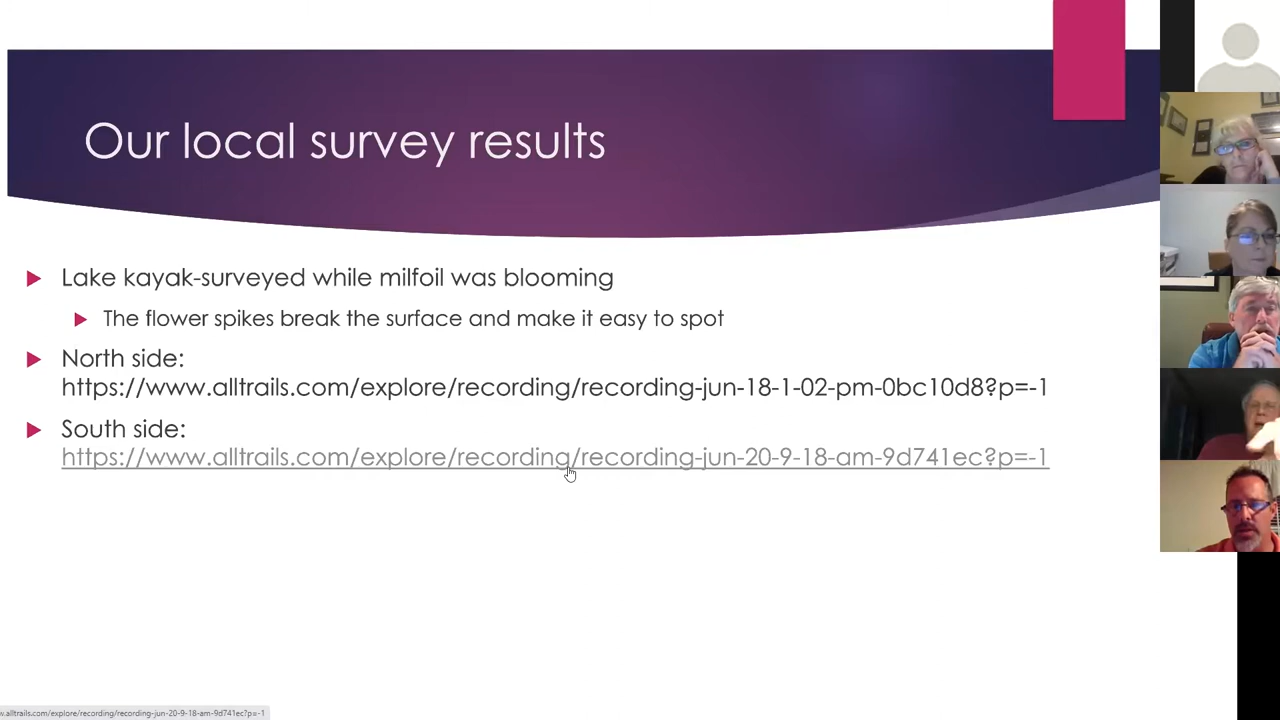 Our local survey results
Lake kayak-surveyed while milfoil was blooming
The flower spikes break the surface and make it easy to spot
North side:
https://www.alltrails.com/explore/recording/recording-jun-18-1-02-pm-0bc10d8?p=-1
South side:
https://www.alltrails.com/explore/recording/recording-jun-20-9-18-am-9d741ec?p=-1
w.alltrails.com/explore/recording/recording-jun-20-9-18-am-9d741ec?p=-1